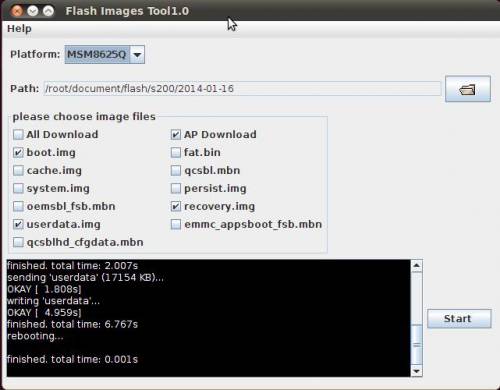 Flash Images Tool1.0
Help
Platform: MSM8625Q
Path: /root/document/flash/s200/2014-01-16
please choose image files
All Download AP Download
boot.img fat.bin
cache.img qcsbl.mbn
system.img persist.img
oemsbl_fsb.mbn recovery.img
userdata.img emmc_appsboot_fsb.mbn
qcsblhd_cfgdata.mbn
finished. total time: 2.007s
sending 'userdata' (17154 KB)...
OKAY [  1.808s]
writing 'userdata'...
OKAY [  4.959s]
finished. total time: 6.767s
rebooting...
finished. total time: 0.001s
Start